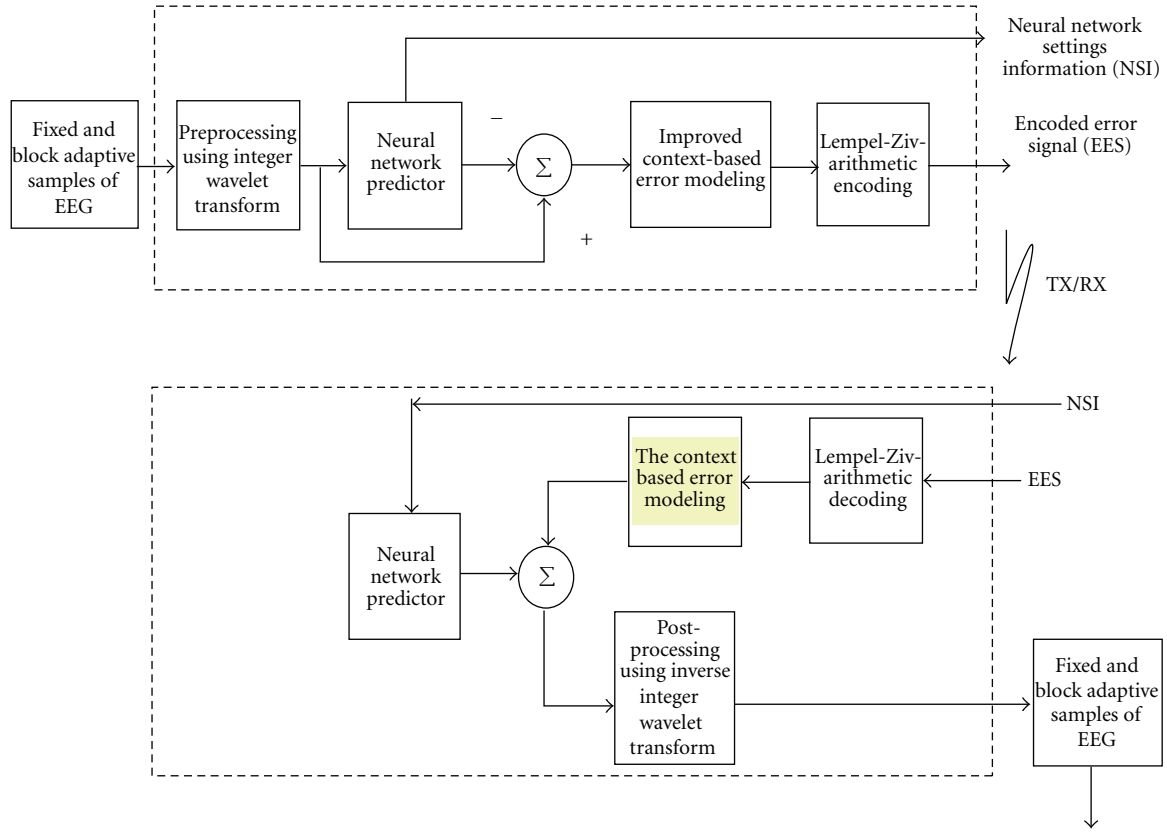 Neural network
settings
information (NSI)
Fixed and
block adaptive
samples of
EEG
Preprocessing
using integer
wavelet
transform
Neural
network
predictor
−
Σ
+
Improved
context-based
error modeling
Lempel-Ziv-
arithmetic
encoding
Encoded error
signal (EES)
TX/RX
NSI
The context
based error
modeling
Lempel-Ziv-
arithmetic
decoding
EES
Neural
network
predictor
Σ
Post-
processing
using inverse
integer
wavelet
transform
Fixed and
block adaptive
samples of
EEG